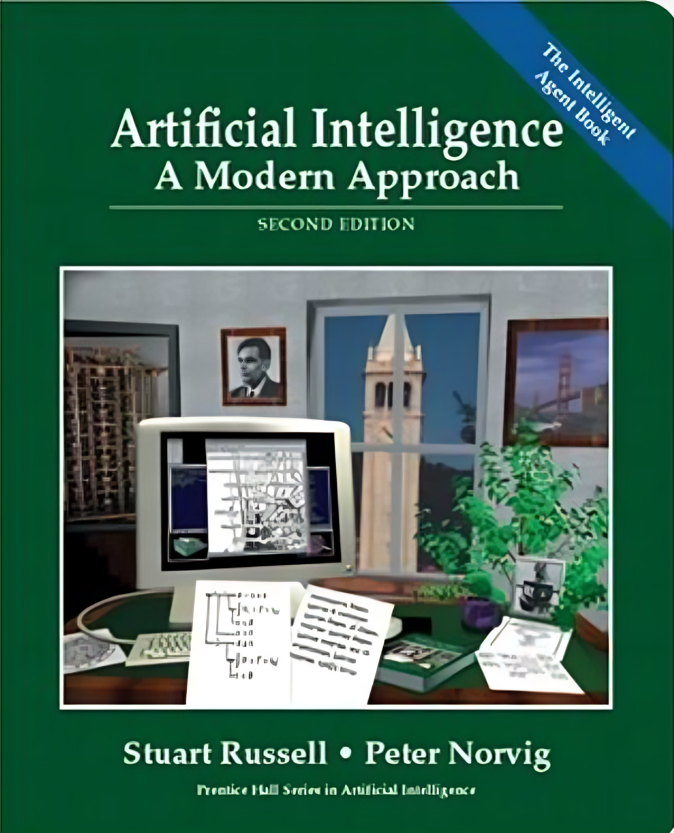 The Intelligent
Agent Book
Artificial Intelligence
A Modern Approach
SECOND EDITION
Stuart Russell • Peter Norvig
Prentice Hall Series in Artificial Intelligence